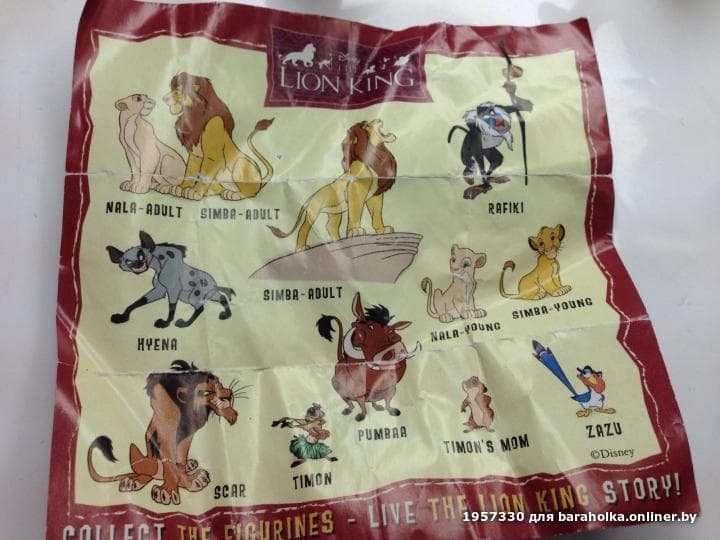 Disney
LION KING
NALA-ADULT SIMBA-ADULT
RAFIKI
SIMBA-ADULT
HYENA
NALA-YOUNG
SIMBA-YOUNG
PUMBAA
TIMON'S MOM
ZAZU
SCAR
TIMON
©Disney
COLLECT THE FIGURINES - LIVE THE LION KING STORY!
1957330 для baraholka.onliner.by